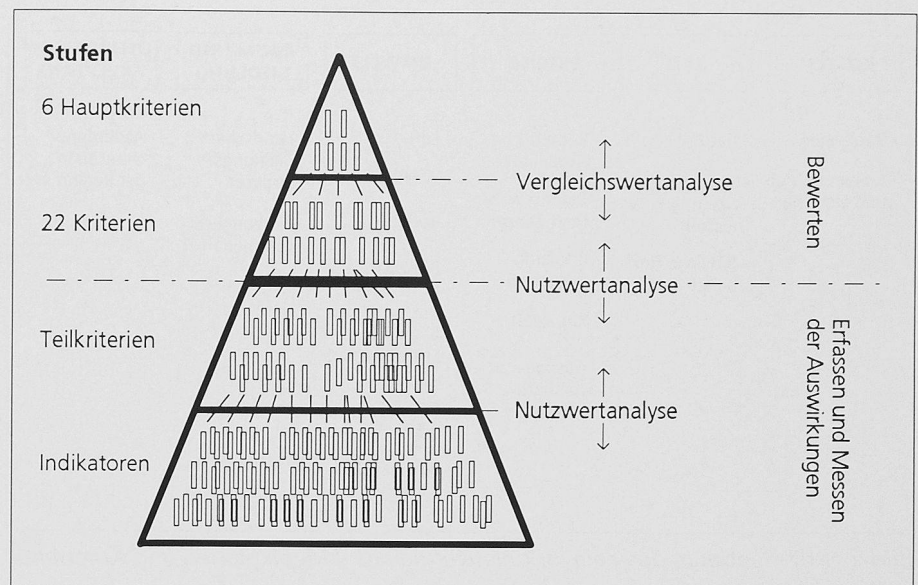 Stufen
6 Hauptkriterien
Vergleichswertanalyse
22 Kriterien
Nutzwertanalyse
Teilkriterien
Nutzwertanalyse
Indikatoren
Bewerten
Erfassen und Messen
der Auswirkungen